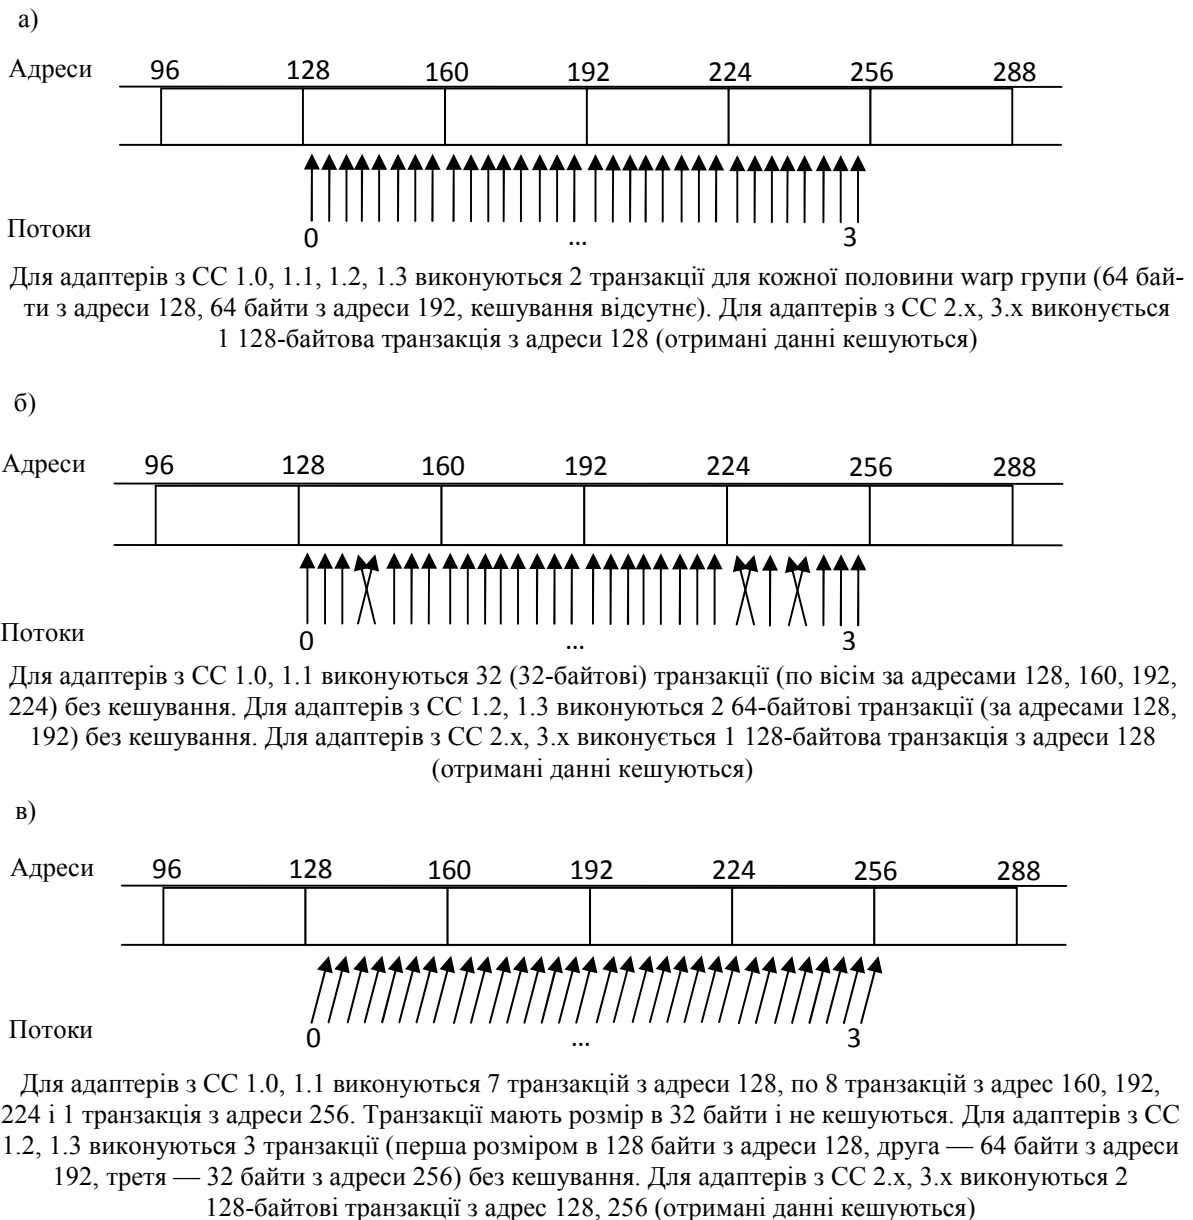 а)
Адреси 96 128 160 192 224 256 288
Потоки 0 ... 3
Для адаптерів з CC 1.0, 1.1, 1.2, 1.3 виконуються 2 транзакції для кожної половини warp групи (64 бай-
ти з адреси 128, 64 байти з адреси 192, кешування відсутнє). Для адаптерів з CC 2.x, 3.x виконується
1 128-байтова транзакція з адреси 128 (отримані данні кешуються)
б)
Адреси 96 128 160 192 224 256 288
Потоки 0 ... 3
Для адаптерів з CC 1.0, 1.1 виконуються 32 (32-байтові) транзакції (по вісім за адресами 128, 160, 192,
224) без кешування. Для адаптерів з CC 1.2, 1.3 виконуються 2 64-байтові транзакції (за адресами 128,
192) без кешування. Для адаптерів з CC 2.x, 3.x виконується 1 128-байтова транзакція з адреси 128
(отримані данні кешуються)
в)
Адреси 96 128 160 192 224 256 288
Потоки 0 ... 3
Для адаптерів з CC 1.0, 1.1 виконуються 7 транзакцій з адреси 128, по 8 транзакцій з адрес 160, 192,
224 і 1 транзакція з адреси 256. Транзакції мають розмір в 32 байти і не кешуються. Для адаптерів з CC
1.2, 1.3 виконуються 3 транзакції (перша розміром в 128 байти з адреси 128, друга — 64 байти з адреси
192, третя — 32 байти з адреси 256) без кешування. Для адаптерів з CC 2.x, 3.x виконуються 2
128-байтові транзакції з адрес 128, 256 (отримані данні кешуються)